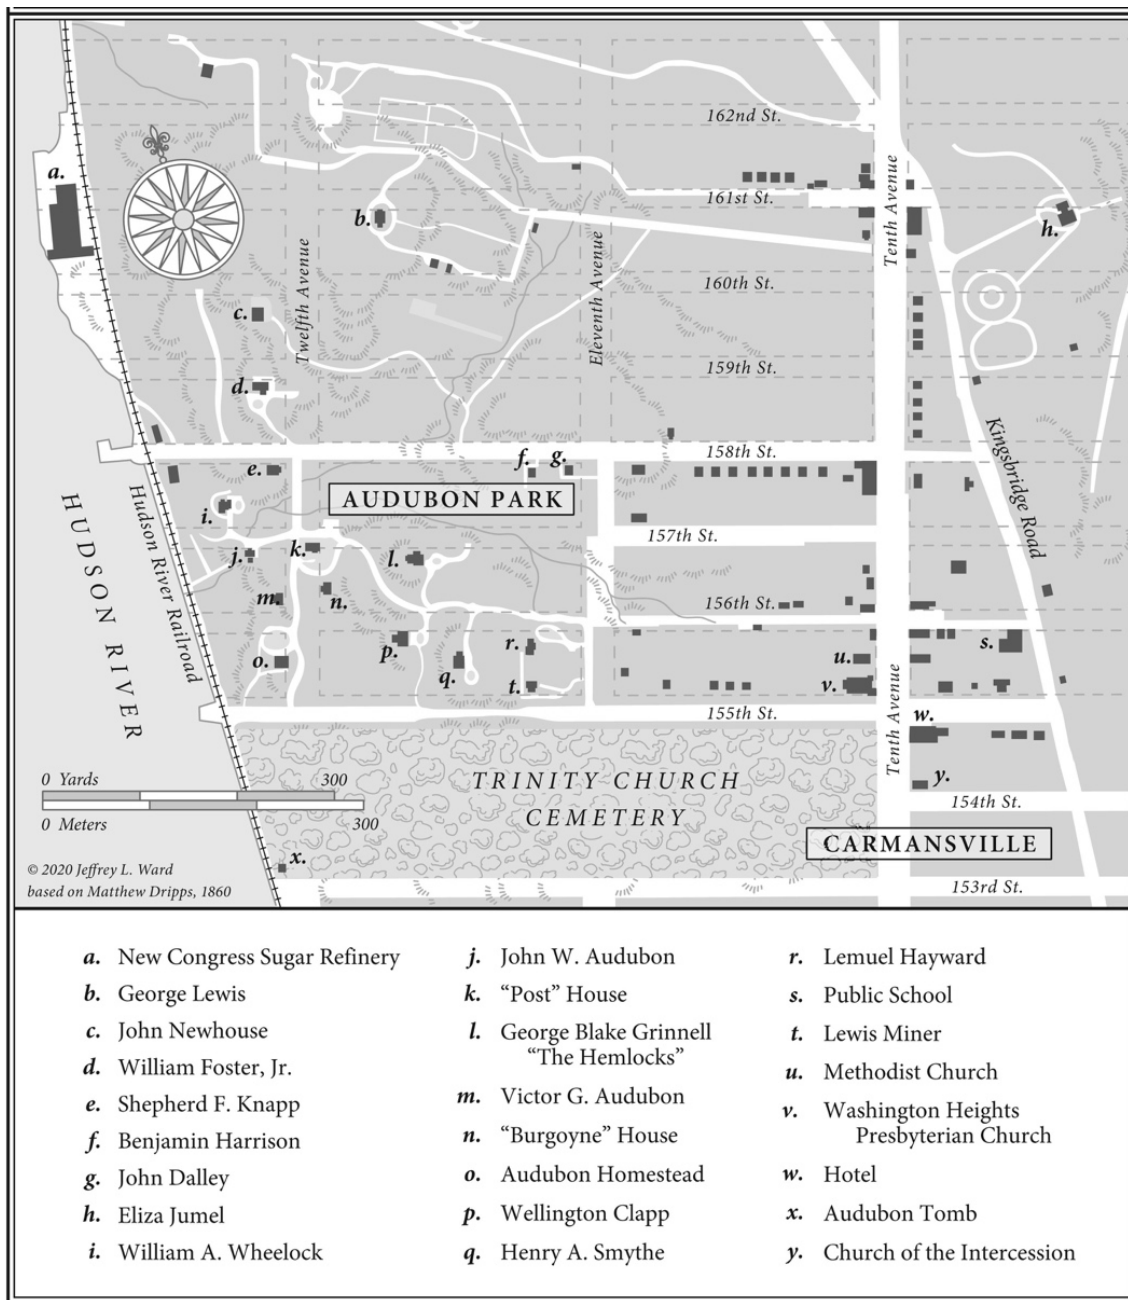 162nd St.
a.
161st St.
b.
h.
Tenth Avenue
Twelfth Avenue
Eleventh Avenue
160th St.
c.
159th St.
d.
Kingsbridge Road
158th St.
e.
f.
g.
AUDUBON PARK
HUDSON RIVER
Hudson River Railroad
i.
157th St.
j.
k.
l.
m.
n.
156th St.
o.
p.
q.
r.
s.
t.
u.
v.
Tenth Avenue
155th St.
w.
TRINITY CHURCH
CEMETERY
0 Yards 300
0 Meters 300
y.
154th St.
CARMANSVILLE
x.
© 2020 Jeffrey L. Ward
based on Matthew Dripps, 1860
153rd St.
a. New Congress Sugar Refinery
b. George Lewis
c. John Newhouse
d. William Foster, Jr.
e. Shepherd F. Knapp
f. Benjamin Harrison
g. John Dalley
h. Eliza Jumel
i. William A. Wheelock
j. John W. Audubon
k. “Post” House
l. George Blake Grinnell
“The Hemlocks”
m. Victor G. Audubon
n. “Burgoyne” House
o. Audubon Homestead
p. Wellington Clapp
q. Henry A. Smythe
r. Lemuel Hayward
s. Public School
t. Lewis Miner
u. Methodist Church
v. Washington Heights
Presbyterian Church
w. Hotel
x. Audubon Tomb
y. Church of the Intercession